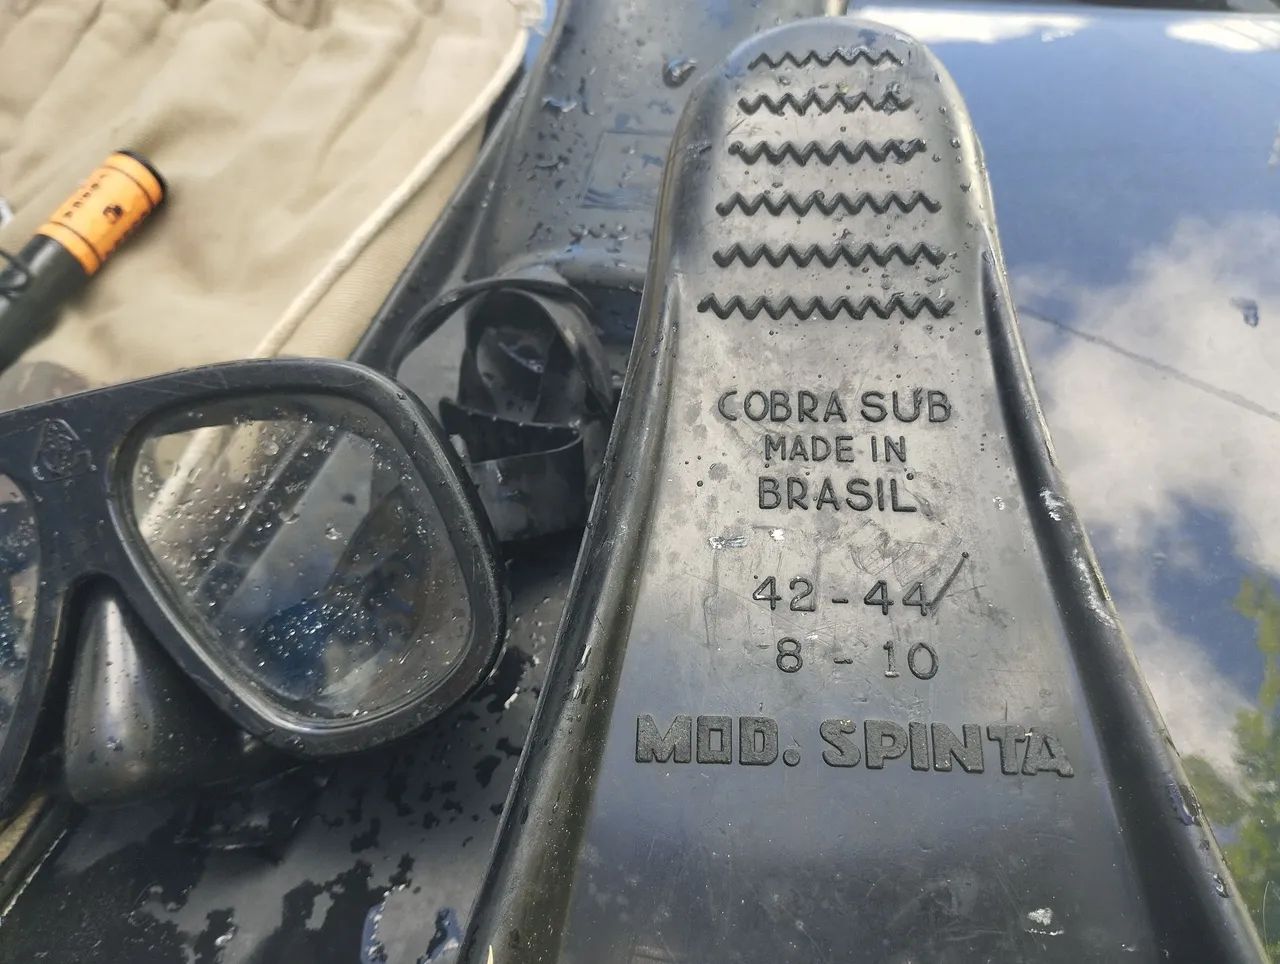 COBRA SUB
MADE IN
BRASIL
42 - 44
8 - 10
MOD. SPINTA